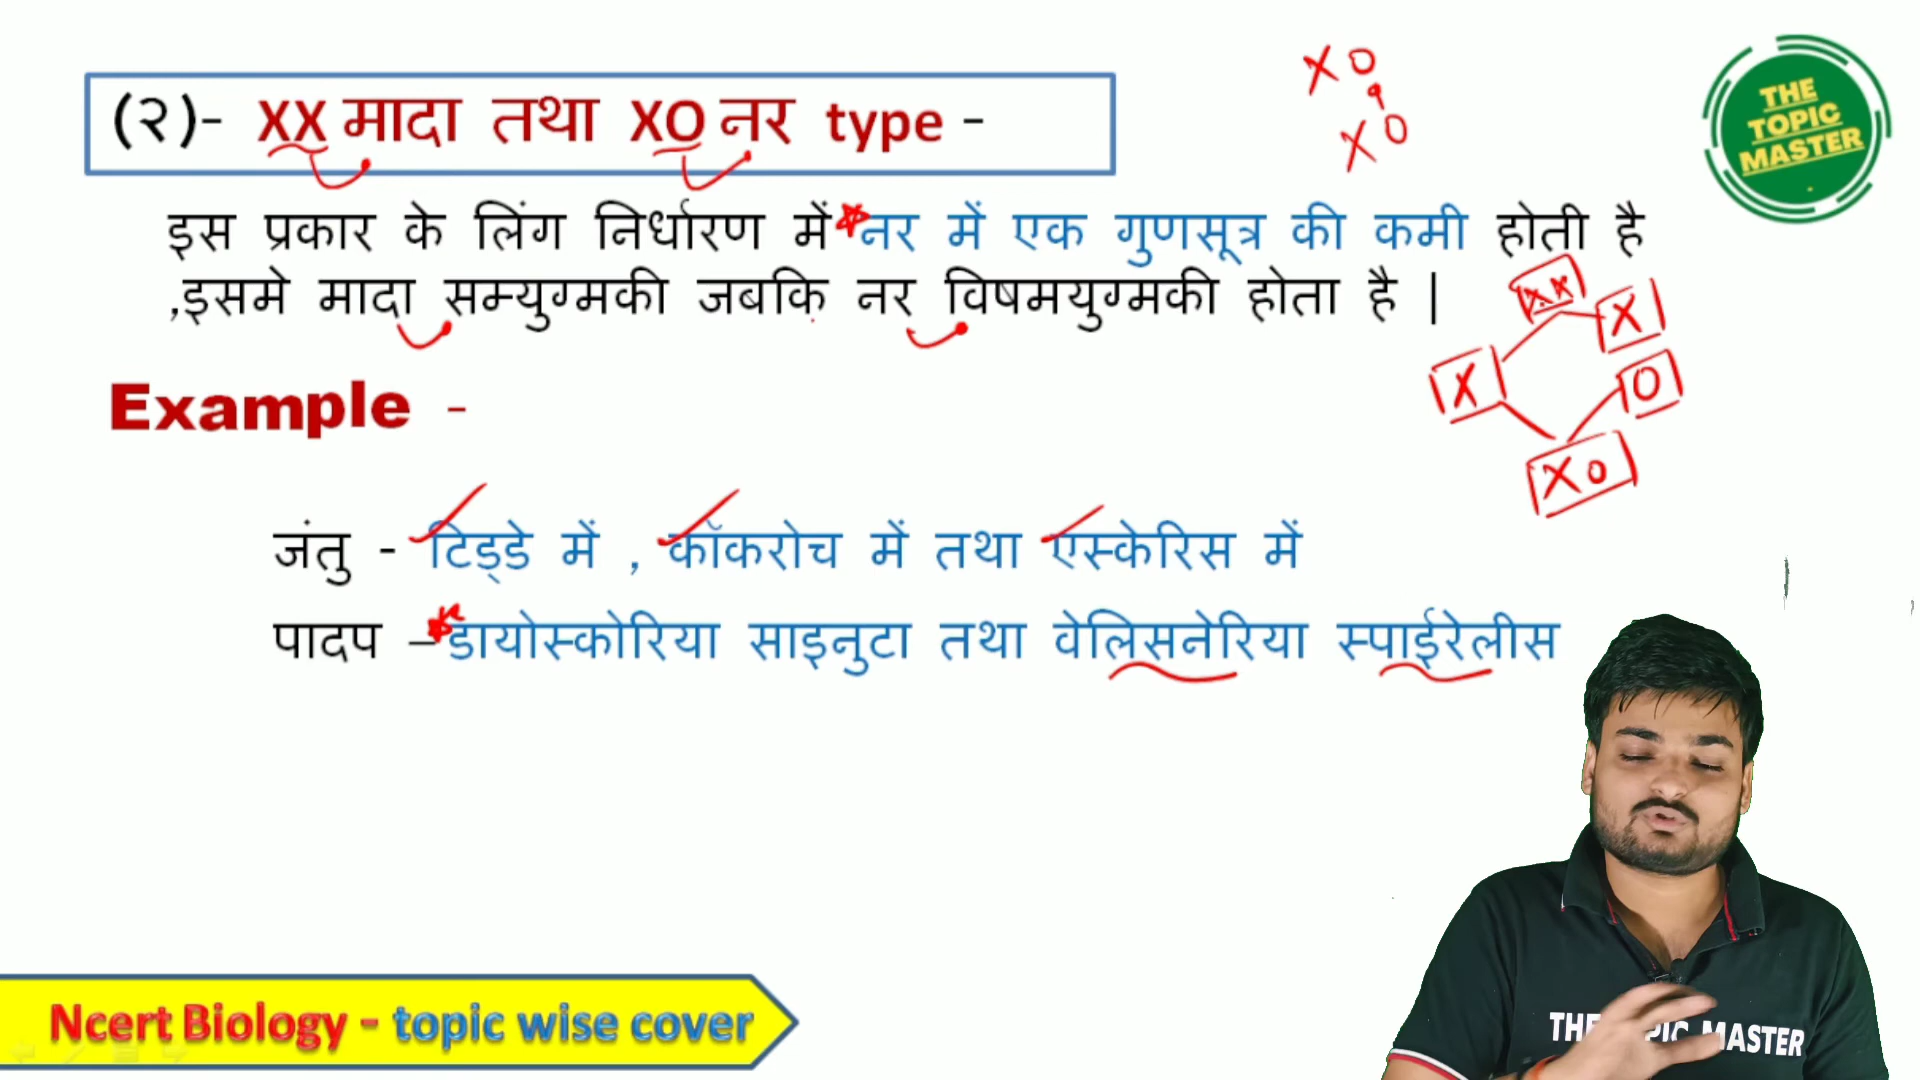 (२)- XX मादा तथा XO नर type -
इस प्रकार के लिंग निर्धारण में नर में एक गुणसूत्र की कमी होती है
,इसमे मादा सम्युग्मकी जबकि नर विषमयुग्मकी होता है |
Example -
जंतु - टिड्डे में , कॉकरोच में तथा एस्केरिस में
पादप – डायोस्कोरिया साइनुटा तथा वेलिसनेरिया स्पाईरेलीस
XO
XO
THE
TOPIC
MASTER
XX
X
X
O
XO
Ncert Biology - topic wise cover
MASTER